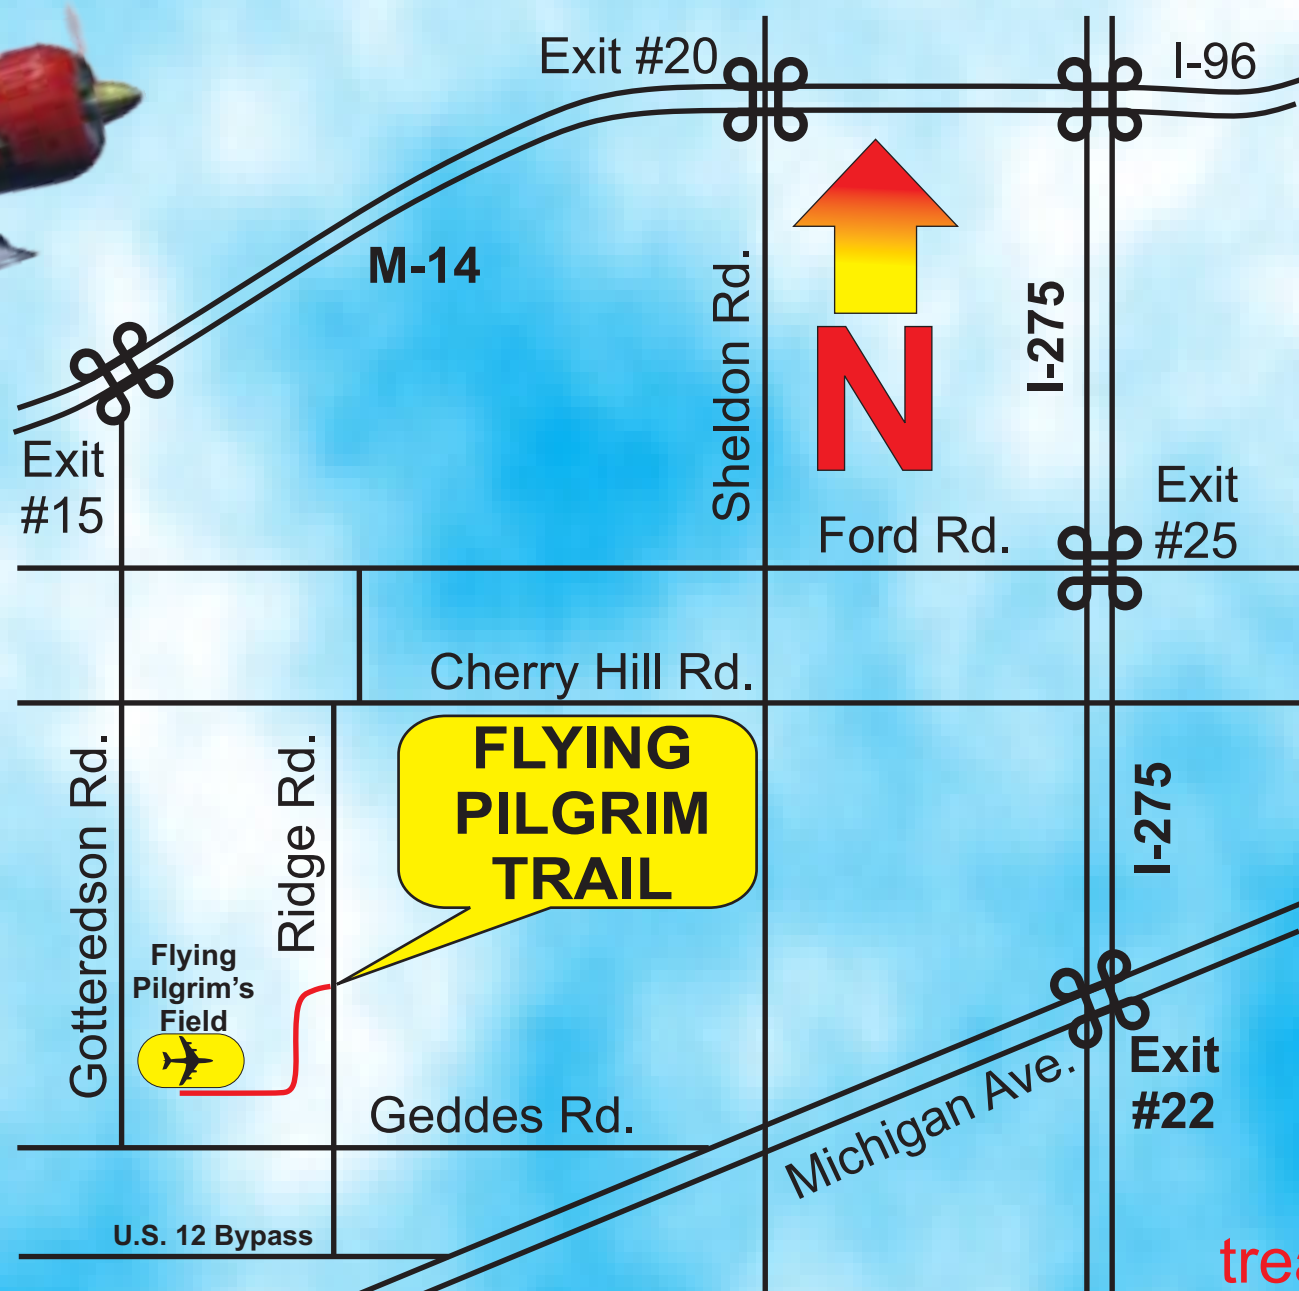 Exit #20
I-96
M-14
Sheldon Rd.
I-275
N
Exit
#15
Exit
#25
Ford Rd.
Cherry Hill Rd.
FLYING
PILGRIM
TRAIL
Gotteredson Rd.
Ridge Rd.
I-275
Flying
Pilgrim’s
Field
Exit
#22
Michigan Ave.
Geddes Rd.
U.S. 12 Bypass